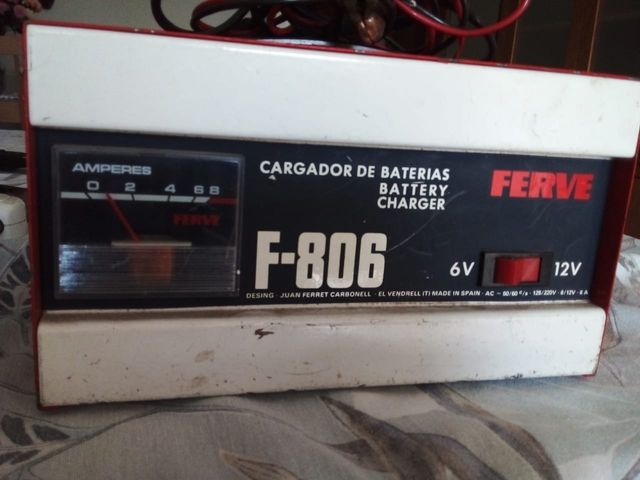 AMPERES
0 2 4 6 8
FERVE
CARGADOR DE BATERIAS
BATTERY
CHARGER
FERVE
F-806
6V 12V
DESING · JUAN FERRET CARBONELL · EL VENDRELL (T) MADE IN SPAIN · AC ~ 50/60 c/s · 125/220V · 6/12V · 8 A